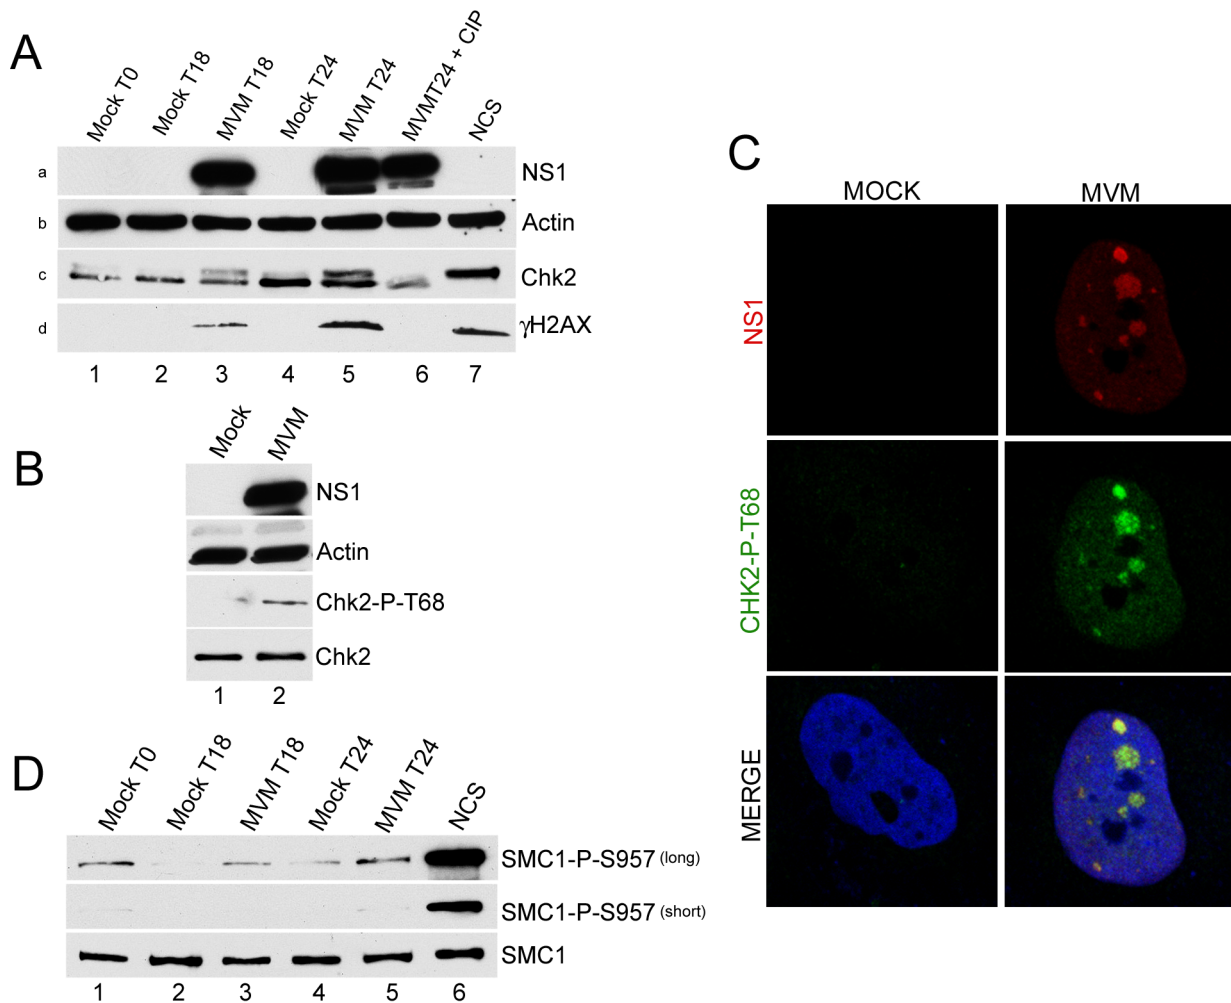 A
Mock T0
Mock T18
MVM T18
Mock T24
MVM T24
MVMT24 + CIP
NCS
a
NS1
b
Actin
c
Chk2
d
γH2AX
1 2 3 4 5 6 7
B
Mock
MVM
NS1
Actin
Chk2-P-T68
Chk2
1 2
C
MOCK
MVM
NS1
CHK2-P-T68
MERGE
D
Mock T0
Mock T18
MVM T18
Mock T24
MVM T24
NCS
SMC1-P-S957 (long)
SMC1-P-S957 (short)
SMC1
1 2 3 4 5 6